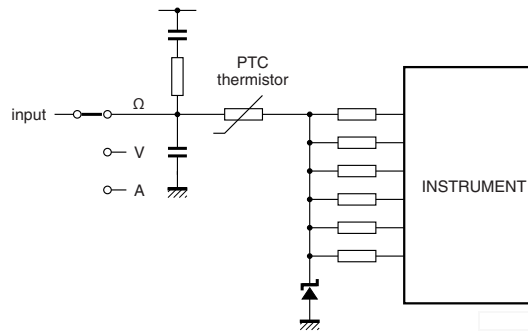 PTC
thermistor
input
Ω
V
A
INSTRUMENT